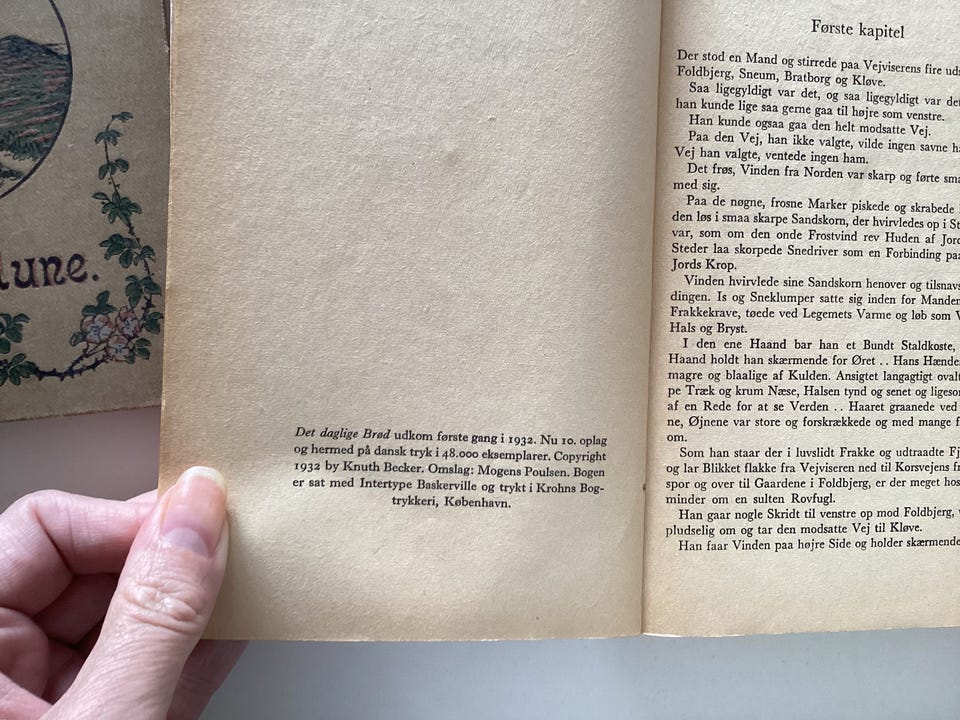 lune.
Det daglige Brød udkom første gang i 1932. Nu 10. oplag
og hermed på dansk tryk i 48.000 eksemplarer. Copyright
1932 by Knuth Becker. Omslag: Mogens Poulsen. Bogen
er sat med Intertype Baskerville og trykt i Krohns Bog-
trykkeri, København.
Første kapitel
Der stod en Mand og stirrede paa Vejviserens fire
Foldbjerg, Sneum, Bratborg og Kløve.
Saa ligegyldigt var det, og saa ligegyldigt var
han kunde lige saa gerne gaa til højre som venstre.
Han kunde ogsaa gaa den helt modsatte Vej.
Paa den Vej, han ikke valgte, vilde ingen savne
Vej han valgte, ventede ingen ham.
Det frøs, Vinden fra Norden var skarp og førte
med sig.
Paa de nøgne, frosne Marker piskede og skrabede
den løs i smaa skarpe Sandskorn, der hvirvledes op i
var, som om den onde Frostvind rev Huden af
Steder laa skorpede Snedriver som en Forbinding
Jords Krop.
Vinden hvirvlede sine Sandskorn henover og
dingen. Is og Sneklumper satte sig inden for
Frakkekrave, tøede ved Legemets Varme og løb som
Hals og Bryst.
I den ene Haand bar han et Bundt Staldkoste,
Haand holdt han skærmende for Øret . . Hans
magre og blaalige af Kulden. Ansigtet langagtigt
pe Træk og krum Næse, Halsen tynd og senet og
af en Rede for at se Verden . . Haaret graanede ved
ne, Øjnene var store og forskrækkede og med mange
om.
Som han staar der i luvslidt Frakke og udtraadte
og lar Blikket flakke fra Vejviseren ned til Korsvejens
spor og over til Gaardene i Foldbjerg, er der meget
minder om en sulten Rovfugl.
Han gaar nogle Skridt til venstre op mod Foldbjerg,
pludselig om og tar den modsatte Vej til Kløve.
Han faar Vinden paa højre Side og holder